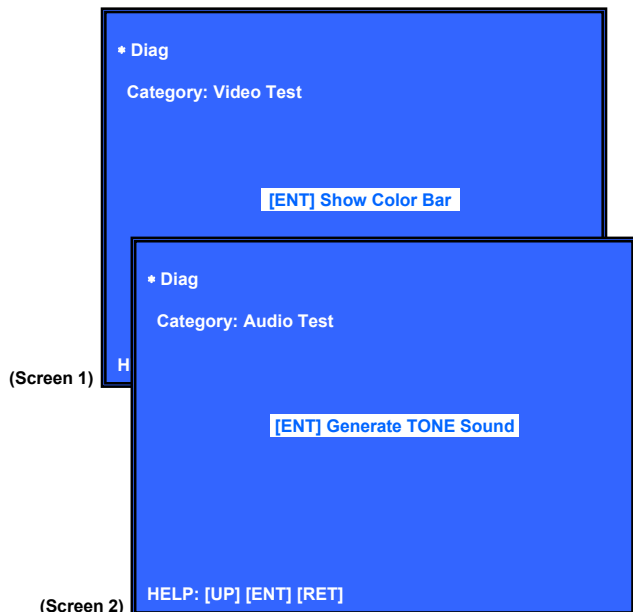 * Diag
Category: Video Test
[ENT] Show Color Bar
H
(Screen 1)
* Diag
Category: Audio Test
[ENT] Generate TONE Sound
HELP: [UP] [ENT] [RET]
(Screen 2)